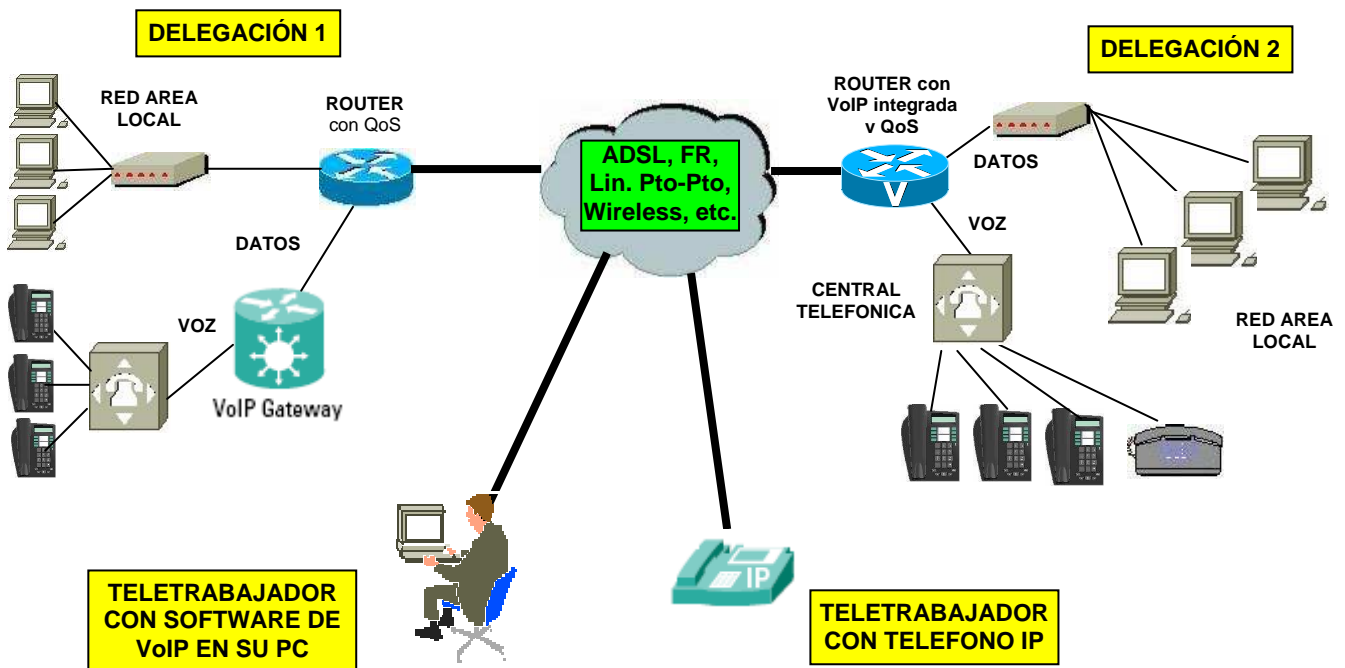 DELEGACIÓN 1
DELEGACIÓN 2
RED AREA
LOCAL
ROUTER
con QoS
ADSL, FR,
Lin. Pto-Pto,
Wireless, etc.
ROUTER con
VoIP integrada
v QoS
V
DATOS
DATOS
VOZ
VOZ
VoIP Gateway
CENTRAL
TELEFONICA
RED AREA
LOCAL
IP
TELETRABAJADOR
CON SOFTWARE DE
VoIP EN SU PC
TELETRABAJADOR
CON TELEFONO IP